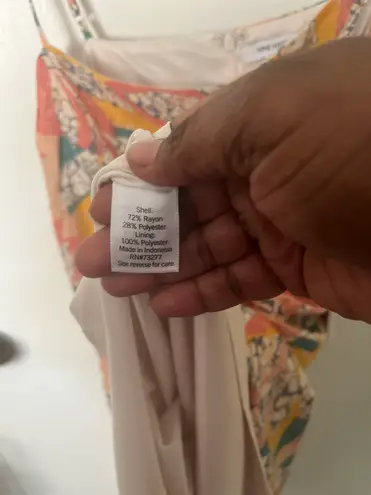 Shell:
72% Rayon
28% Polyester
Lining:
100% Polyester
Made in Indonesia
RN#73277
See reverse for care